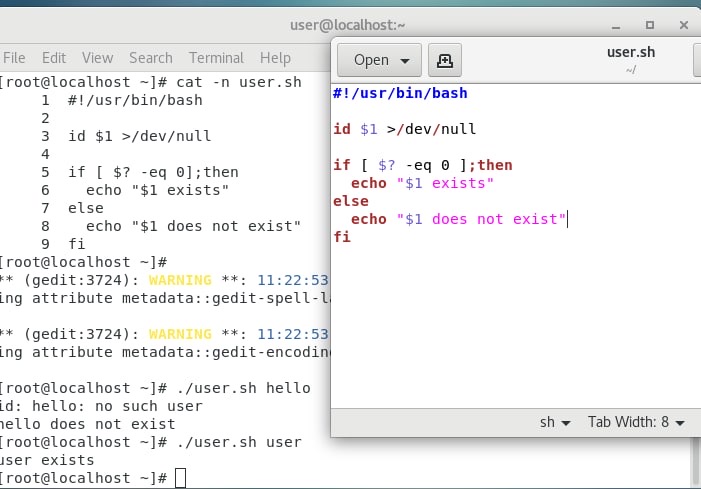 user@localhost:~
File Edit View Search Terminal Help
[root@localhost ~]# cat -n user.sh
1 #!/usr/bin/bash
2
3 id $1 >/dev/null
4
5 if [ $? -eq 0];then
6 echo "$1 exists"
7 else
8 echo "$1 does not exist"
9 fi
[root@localhost ~]#
** (gedit:3724): WARNING **: 11:22:53
ing attribute metadata::gedit-spell-la
** (gedit:3724): WARNING **: 11:22:53
ing attribute metadata::gedit-encodin
[root@localhost ~]# ./user.sh hello
id: hello: no such user
hello does not exist
[root@localhost ~]# ./user.sh user
user exists
[root@localhost ~]#
Open
user.sh
~/
#!/usr/bin/bash
id $1 >/dev/null
if [ $? -eq 0 ];then
echo "$1 exists"
else
echo "$1 does not exist"
fi
sh Tab Width: 8